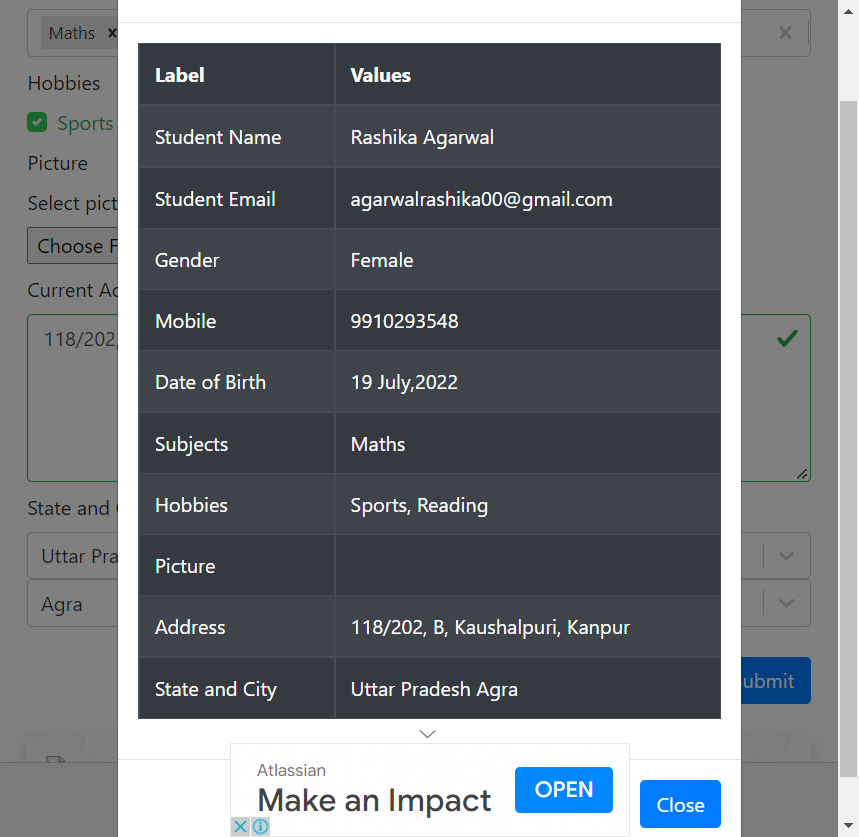 Maths ×
Hobbies
Sports
Picture
Select pict
Choose F
Current Ad
118/202,
State and
Uttar Pra
Agra
ubmit
Label Values
Student Name Rashika Agarwal
Student Email agarwalrashika00@gmail.com
Gender Female
Mobile 9910293548
Date of Birth 19 July,2022
Subjects Maths
Hobbies Sports, Reading
Picture
Address 118/202, B, Kaushalpuri, Kanpur
State and City Uttar Pradesh Agra
Atlassian
Make an Impact
OPEN
Close